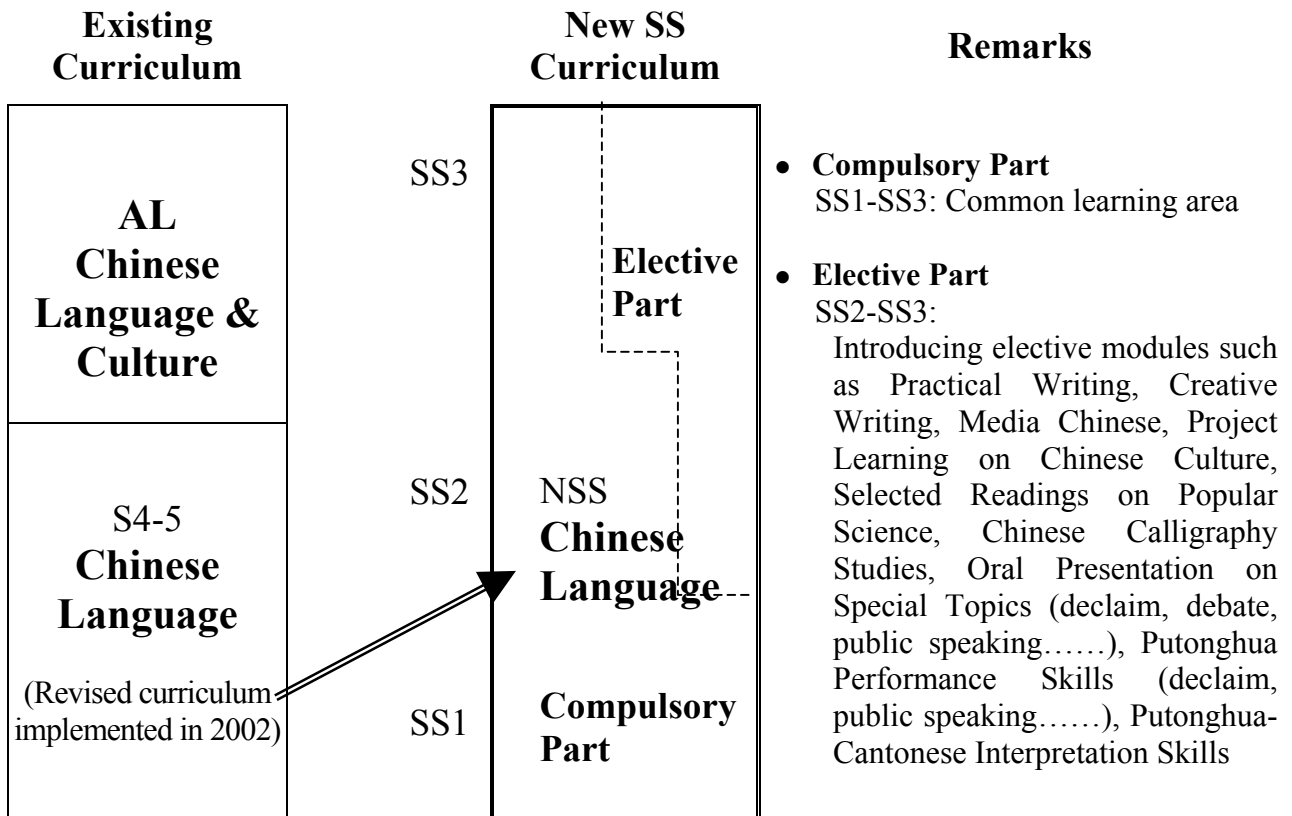 Existing
Curriculum
New SS
Curriculum
Remarks
AL
Chinese
Language &
Culture
S4-5
Chinese
Language
(Revised curriculum
implemented in 2002)
SS3
SS2
SS1
Elective
Part
NSS
Chinese
Language
Compulsory
Part
● Compulsory Part
SS1-SS3: Common learning area
● Elective Part
SS2-SS3:
Introducing elective modules such
as Practical Writing, Creative
Writing, Media Chinese, Project
Learning on Chinese Culture,
Selected Readings on Popular
Science, Chinese Calligraphy
Studies, Oral Presentation on
Special Topics (declaim, debate,
public speaking……), Putonghua
Performance Skills (declaim,
public speaking……), Putonghua-
Cantonese Interpretation Skills